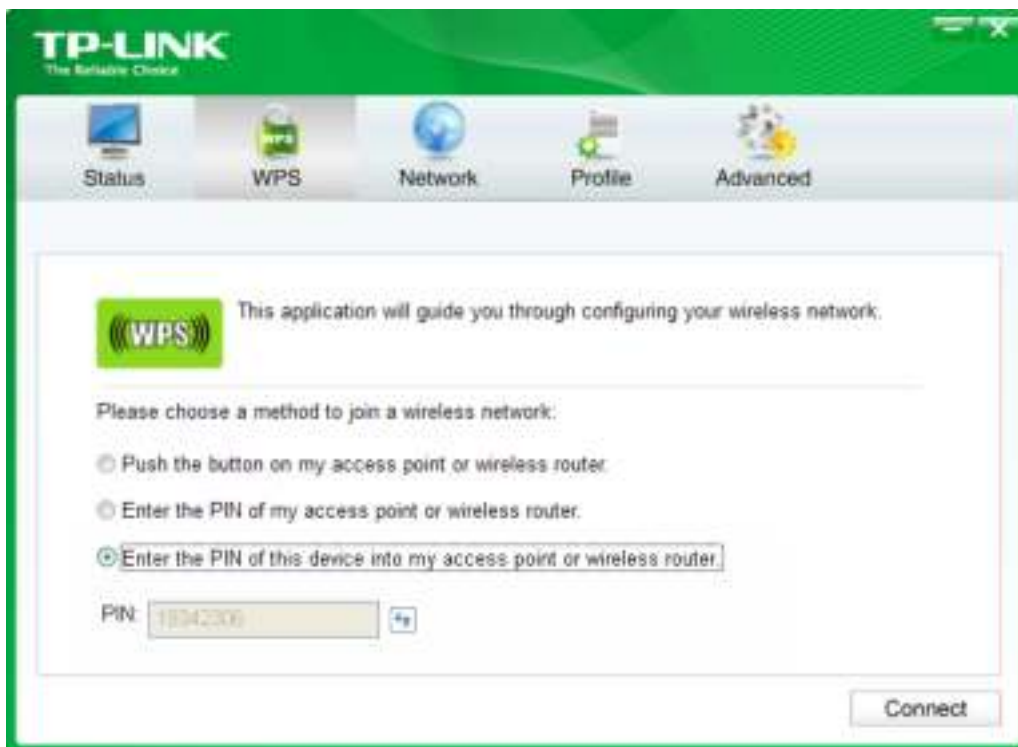 TP-LINK
The Reliable Choice
Status WPS Network Profile Advanced
WPS
This application will guide you through configuring your wireless network.
WPS
Please choose a method to join a wireless network:
Push the button on my access point or wireless router.
Enter the PIN of my access point or wireless router.
Enter the PIN of this device into my access point or wireless router.
PIN:
Connect